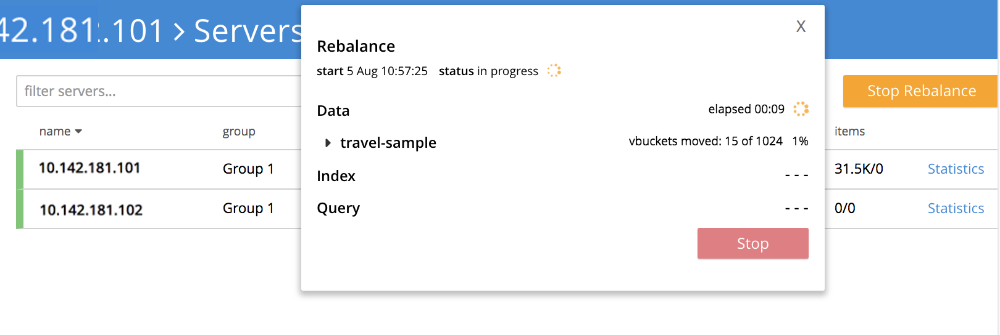 42.181.101 > Servers
X
Rebalance
start 5 Aug 10:57:25 status in progress
filter servers...
Stop Rebalance
Data elapsed 00:09
name group items
travel-sample vbuckets moved: 15 of 1024 1%
10.142.181.101 Group 1 31.5K/0 Statistics
Index - - -
10.142.181.102 Group 1 0/0 Statistics
Query - - -
Stop